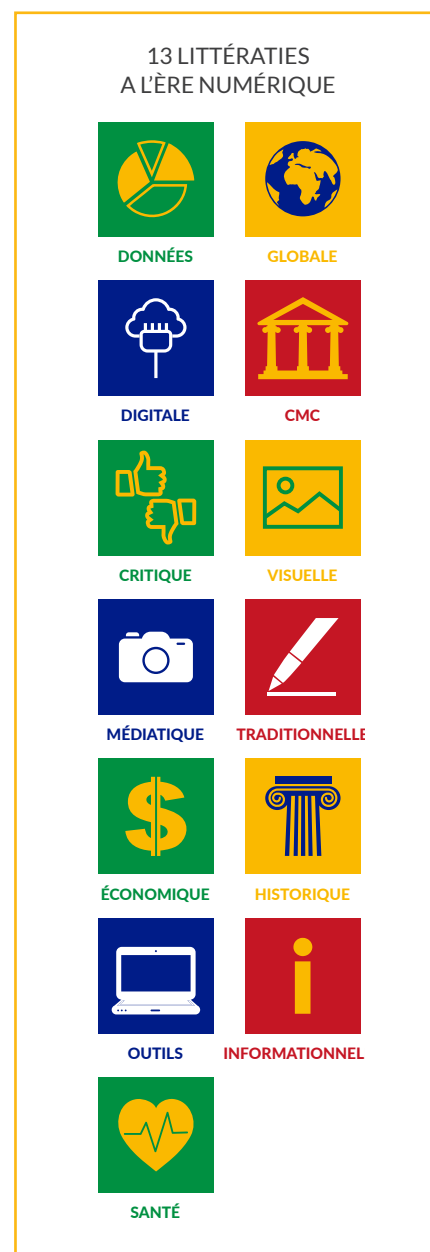 13 LITTÉRATIES
A L'ÈRE NUMÉRIQUE
DONNÉES
GLOBALE
DIGITALE
CMC
CRITIQUE
VISUELLE
MÉDIATIQUE
TRADITIONNELLE
ÉCONOMIQUE
HISTORIQUE
OUTILS
INFORMATIONNEL
SANTÉ